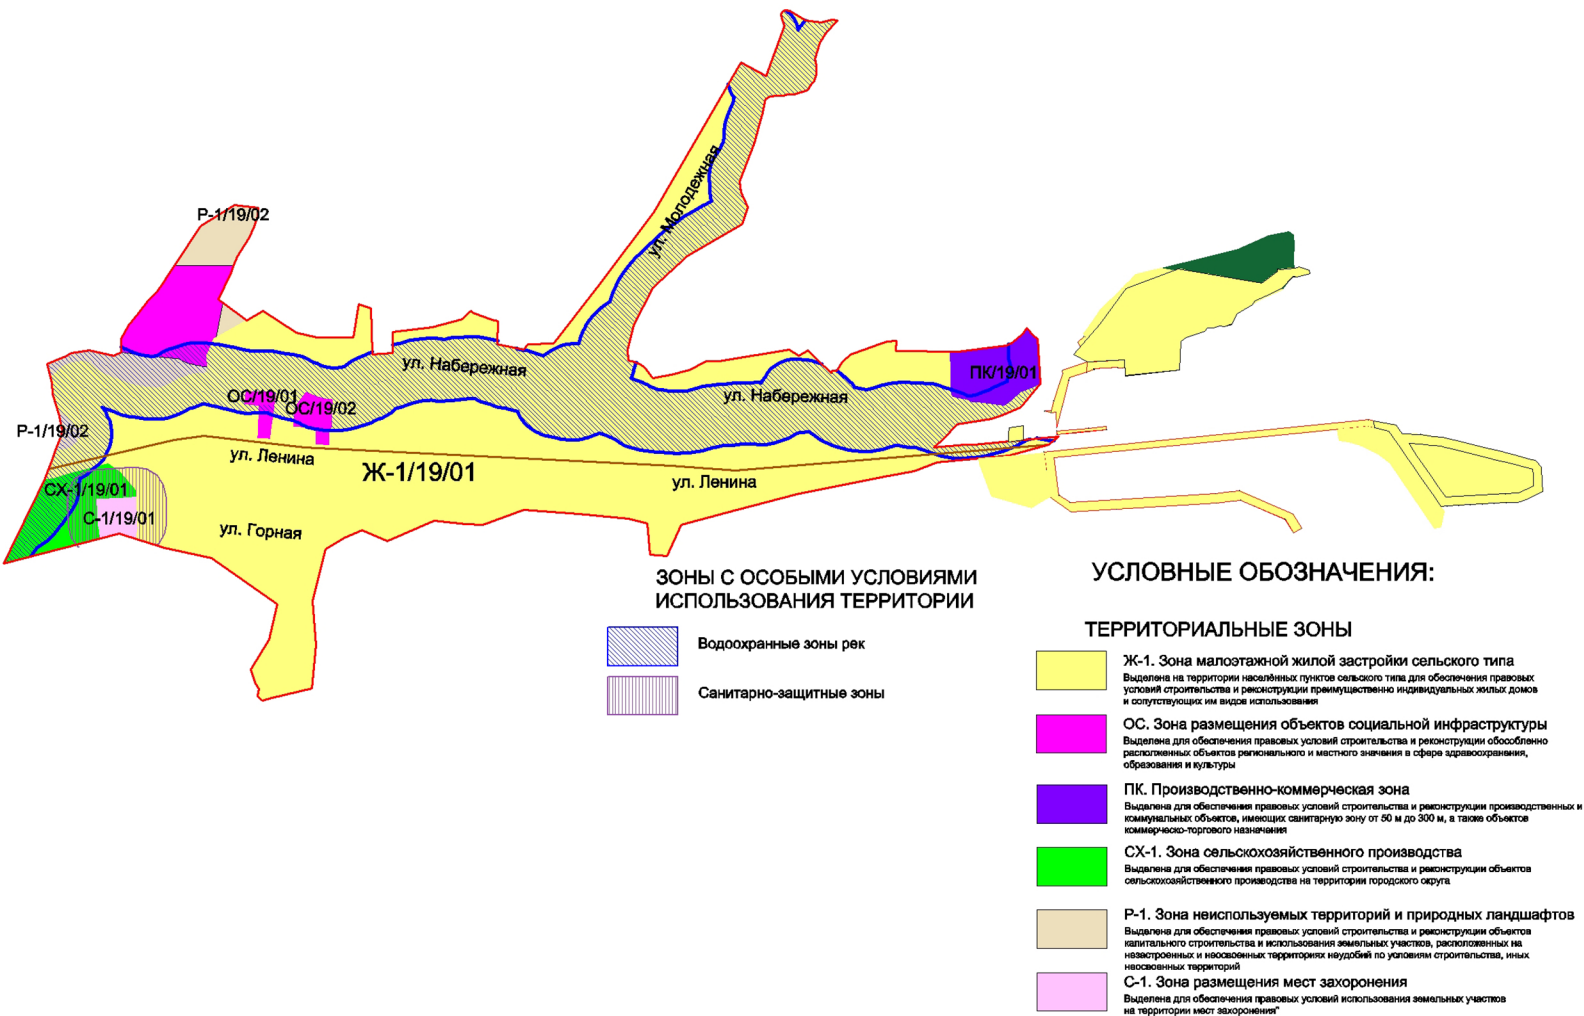 Р-1/19/02
ул. Молодежная
ул. Набережная
ПК/19/01
ОС/19/01
ОС/19/02
ул. Набережная
Р-1/19/02
ул. Ленина
Ж-1/19/01
ул. Ленина
СХ-1/19/01
С-1/19/01
ул. Горная
ЗОНЫ С ОСОБЫМИ УСЛОВИЯМИ
ИСПОЛЬЗОВАНИЯ ТЕРРИТОРИИ
Водоохранные зоны рек
Санитарно-защитные зоны
УСЛОВНЫЕ ОБОЗНАЧЕНИЯ:
ТЕРРИТОРИАЛЬНЫЕ ЗОНЫ
Ж-1. Зона малоэтажной жилой застройки сельского типа
Выделена на территории населённых пунктов сельского типа для обеспечения правовых
условий строительства и реконструкции преимущественно индивидуальных жилых домов
и сопутствующих им видов использования
ОС. Зона размещения объектов социальной инфраструктуры
Выделена для обеспечения правовых условий строительства и реконструкции обособленно
расположенных объектов регионального и местного значения в сфере здравоохранения,
образования и культуры
ПК. Производственно-коммерческая зона
Выделена для обеспечения правовых условий строительства и реконструкции производственных и
коммунальных объектов, имеющих санитарную зону от 50 м до 300 м, а также объектов
коммерческо-торгового назначения
СХ-1. Зона сельскохозяйственного производства
Выделена для обеспечения правовых условий строительства и реконструкции объектов
сельскохозяйственного производства на территории городского округа
Р-1. Зона неиспользуемых территорий и природных ландшафтов
Выделена для обеспечения правовых условий строительства и реконструкции объектов
капитального строительства и использования земельных участков, расположенных на
незастроенных и неосвоенных территориях неудобий по условиям строительства, иных
неосвоенных территорий
С-1. Зона размещения мест захоронения
Выделена для обеспечения правовых условий использования земельных участков
на территории мест захоронения"